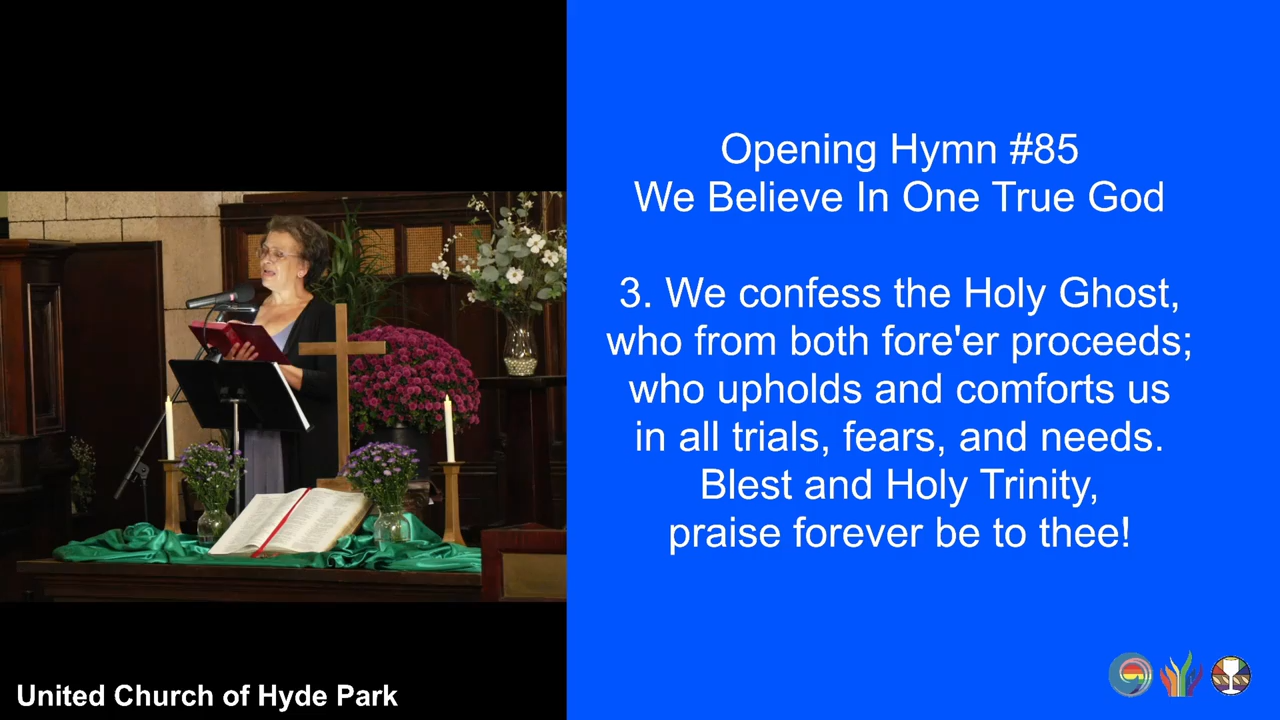 Opening Hymn #85
We Believe In One True God
3. We confess the Holy Ghost,
who from both fore'er proceeds;
who upholds and comforts us
in all trials, fears, and needs.
Blest and Holy Trinity,
praise forever be to thee!
United Church of Hyde Park